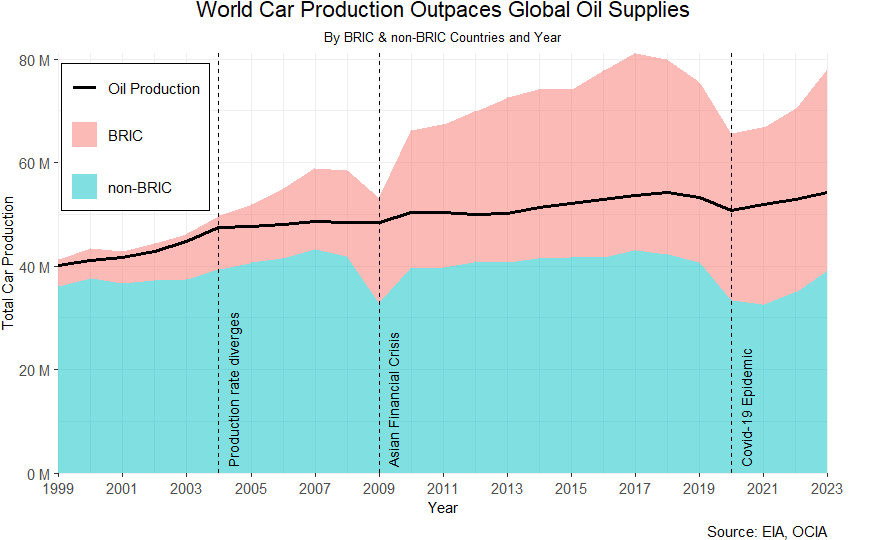 World Car Production Outpaces Global Oil Supplies
By BRIC & non-BRIC Countries and Year
80 M
60 M
40 M
20 M
0 M
Total Car Production
Oil Production
BRIC
non-BRIC
Production rate diverges
Asian Financial Crisis
Covid-19 Epidemic
1999 2001 2003 2005 2007 2009 2011 2013 2015 2017 2019 2021 2023
Year
Source: EIA, OCIA